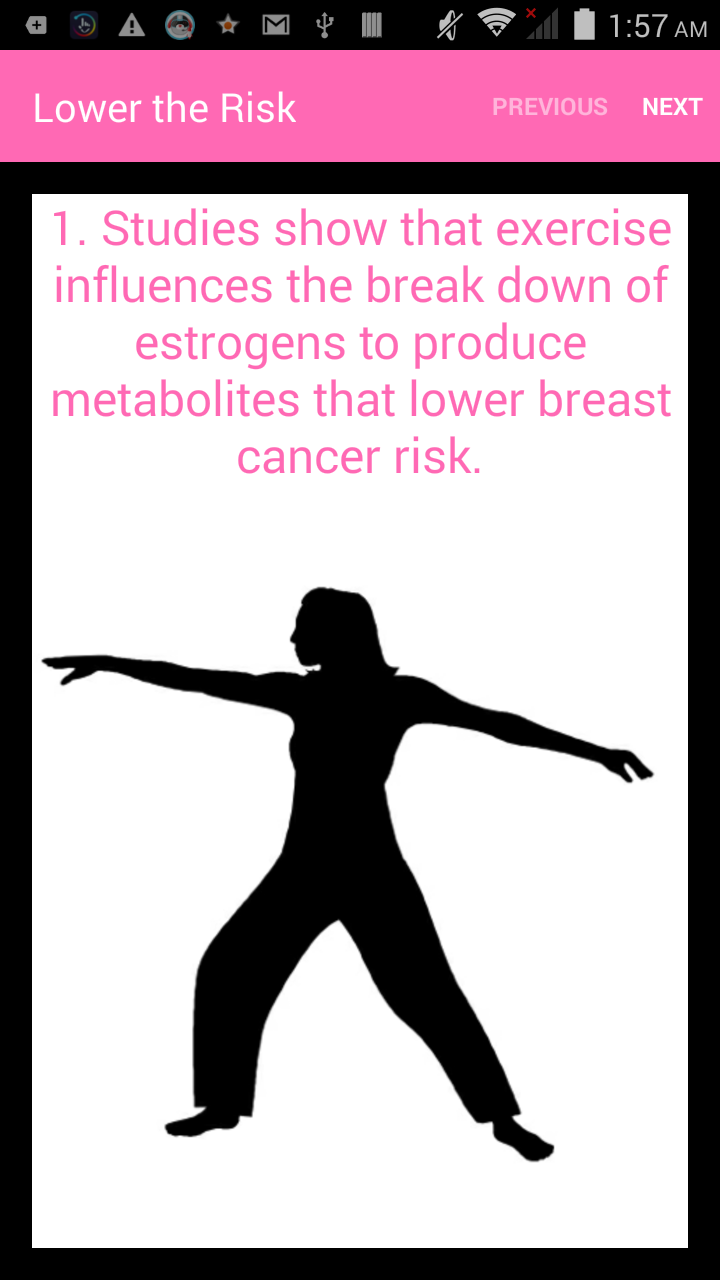 1:57 AM
Lower the Risk
PREVIOUS
NEXT
1. Studies show that exercise
influences the break down of
estrogens to produce
metabolites that lower breast
cancer risk.